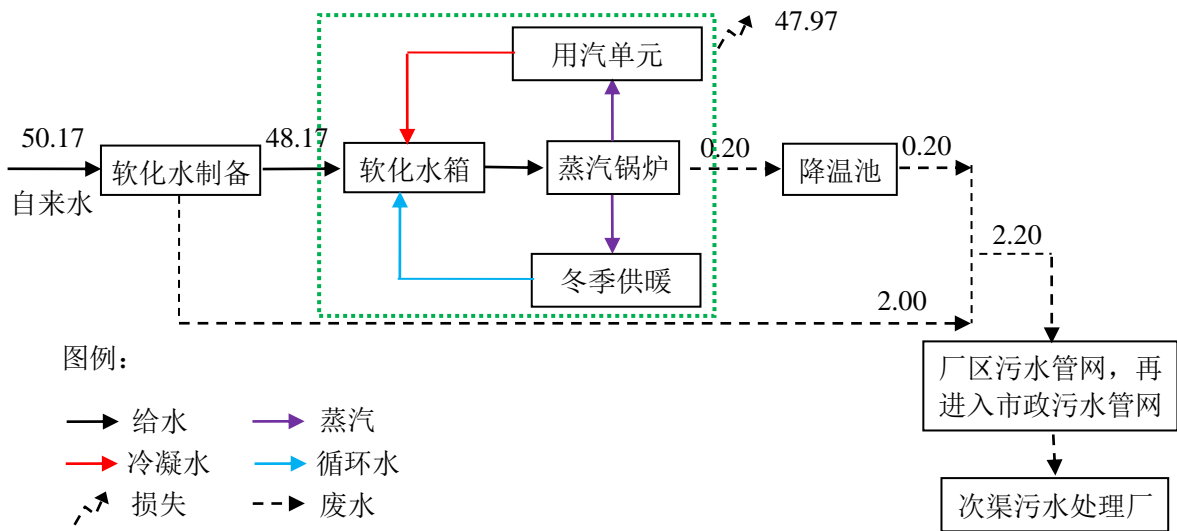 47.97
用汽单元
50.17
48.17
软化水制备
软化水箱
蒸汽锅炉
0.20
降温池
0.20
自来水
2.20
冬季供暖
2.00
图例：
厂区污水管网，再
进入市政污水管网
给水
蒸汽
冷凝水
循环水
损失
废水
次渠污水处理厂